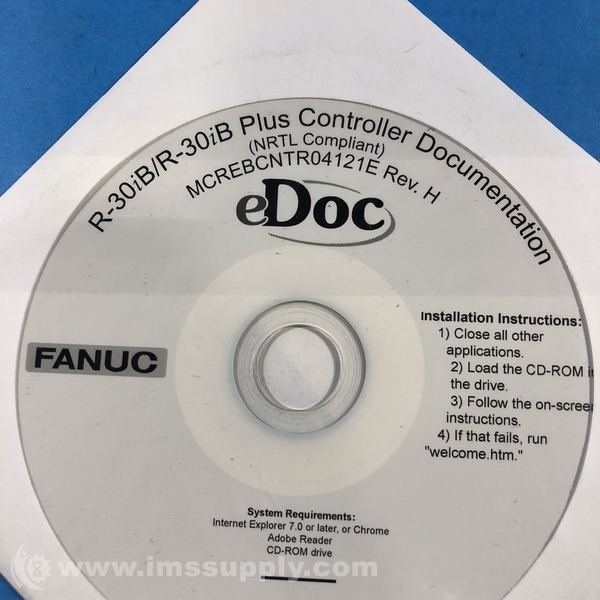 R-30iB/R-30iB Plus Controller Documentation
(NRTL Compliant)
MCREBCNTR04121E Rev. H
eDoc
FANUC
Installation Instructions:
1) Close all other
applications.
2) Load the CD-ROM in
the drive.
3) Follow the on-screen
instructions.
4) If that fails, run
"welcome.htm."
System Requirements:
Internet Explorer 7.0 or later, or Chrome
Adobe Reader
CD-ROM drive
www.imssupply.com